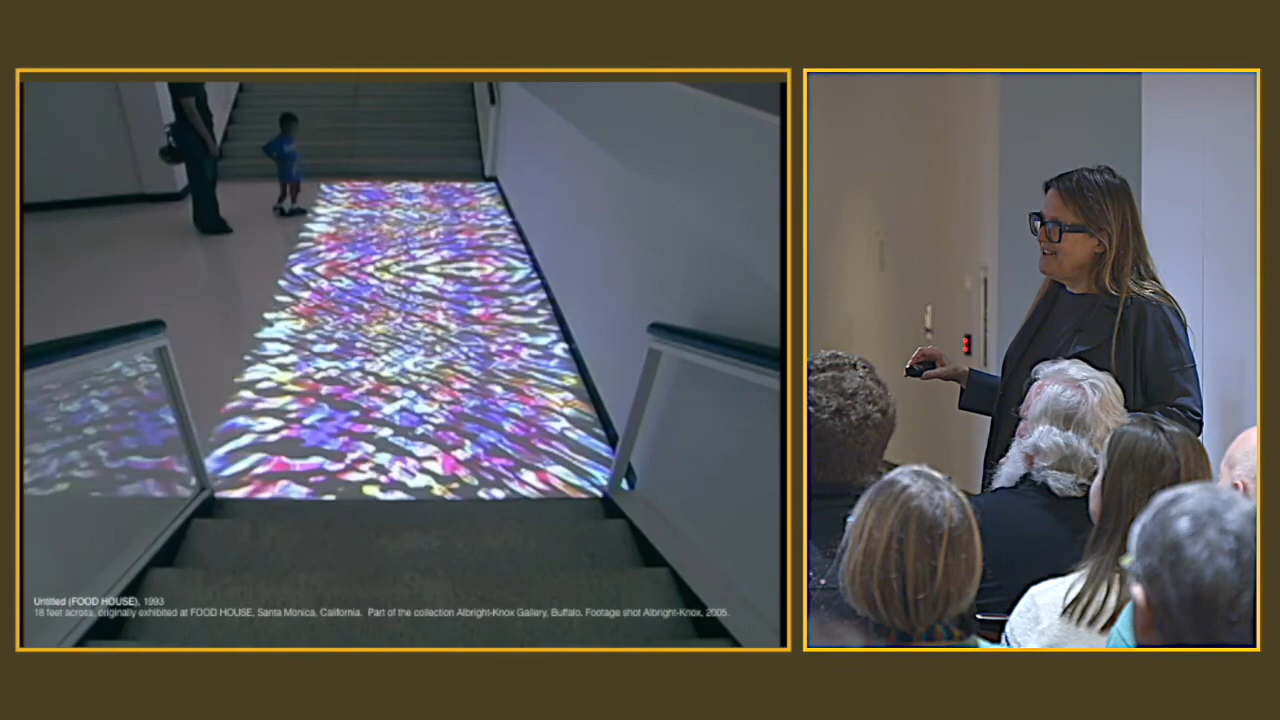 Untitled (FOOD HOUSE), 1993
18 feet across, originally exhibited at FOOD HOUSE, Santa Monica, California. Part of the collection Albright-Knox Gallery, Buffalo. Footage shot Albright-Knox, 2005.